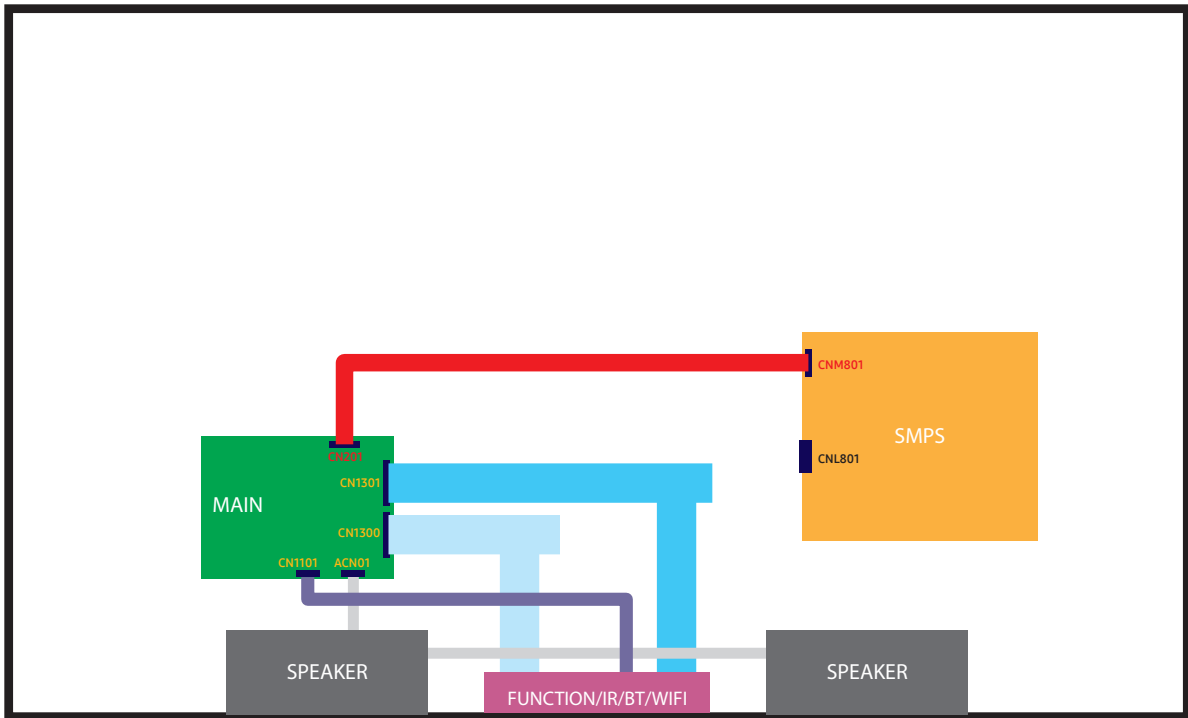 CNM801
SMPS
CN201
CNL801
CN1301
MAIN
CN1300
CN1101 ACN01
SPEAKER
SPEAKER
FUNCTION/IR/BT/WIFI